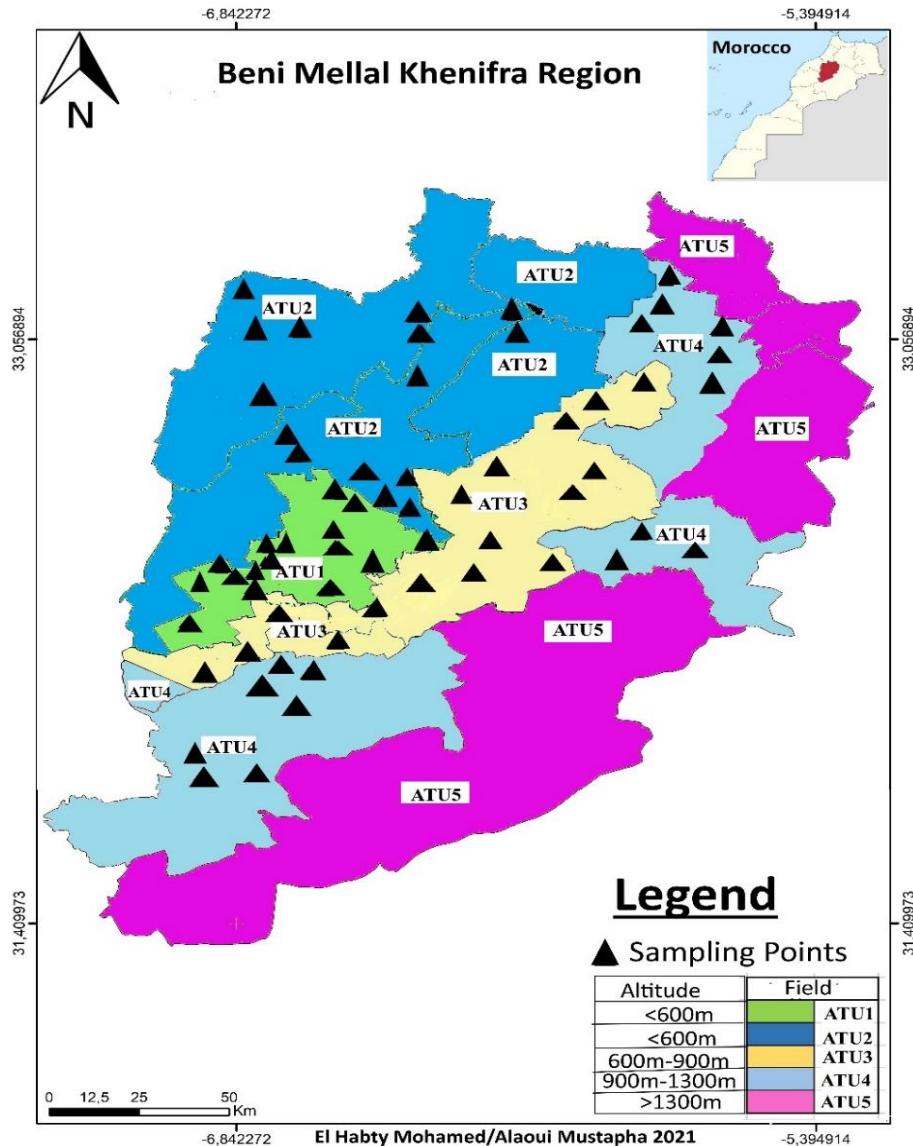 -6,842272
-5,394914
Morocco
Beni Mellal Khenifra Region
N
ATU5
ATU2
ATU2
33,056894
33,056894
ATU4
ATU2
ATU2
ATU5
ATU3
ATU4
ATU1
ATU3
ATU5
ATU4
ATU4
ATU5
31,409973
31,409973
Legend
Sampling Points
Altitude Field
<600m ATU1
<600m ATU2
600m-900m ATU3
900m-1300m ATU4
>1300m ATU5
0 12,5 25 50
Km
-6,842272
El Habty Mohamed/Alaoui Mustapha 2021
-5,394914